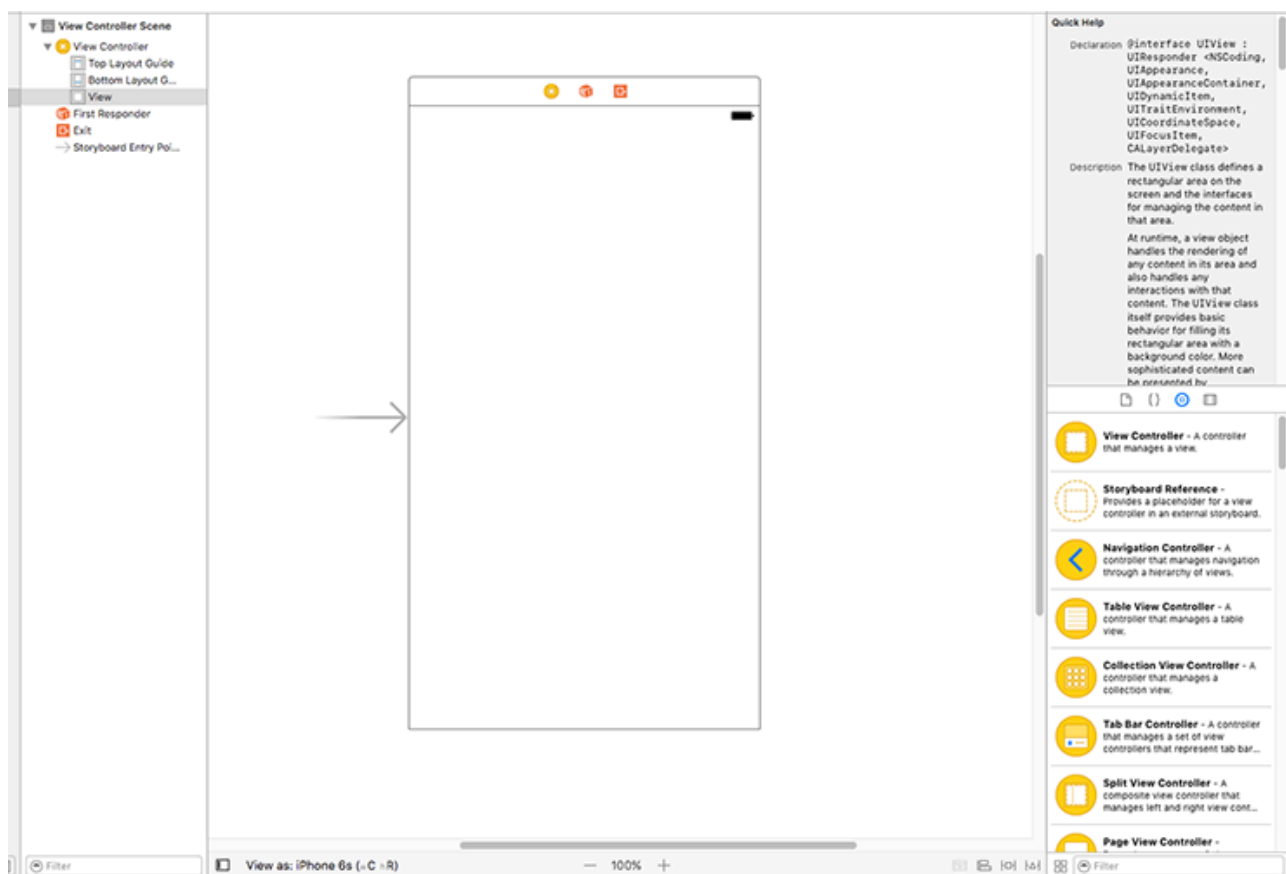 View Controller Scene
View Controller
Top Layout Guide
Bottom Layout G...
View
First Responder
Exit
Storyboard Entry Poi...
Filter
View as: iPhone 6s (wC hR)
— 100% +
Quick Help
Declaration @interface UIView :
UIResponder <NSCoding,
UIAppearance,
UIAppearanceContainer,
UIDynamicItem,
UITraitEnvironment,
UICoordinateSpace,
UIFocusItem,
CALayerDelegate>
Description The UIView class defines a
rectangular area on the
screen and the interfaces
for managing the content in
that area.
At runtime, a view object
handles the rendering of
any content in its area and
also handles any
interactions with that
content. The UIView class
itself provides basic
behavior for filling its
rectangular area with a
background color. More
sophisticated content can
be presented by
View Controller - A controller
that manages a view.
Storyboard Reference -
Provides a placeholder for a view
controller in an external storyboard.
Navigation Controller - A
controller that manages navigation
through a hierarchy of views.
Table View Controller - A
controller that manages a table
view.
Collection View Controller - A
controller that manages a
collection view.
Tab Bar Controller - A controller
that manages a set of view
controllers that represent tab bar...
Split View Controller - A
composite view controller that
manages left and right view cont...
Page View Controller -
Filter